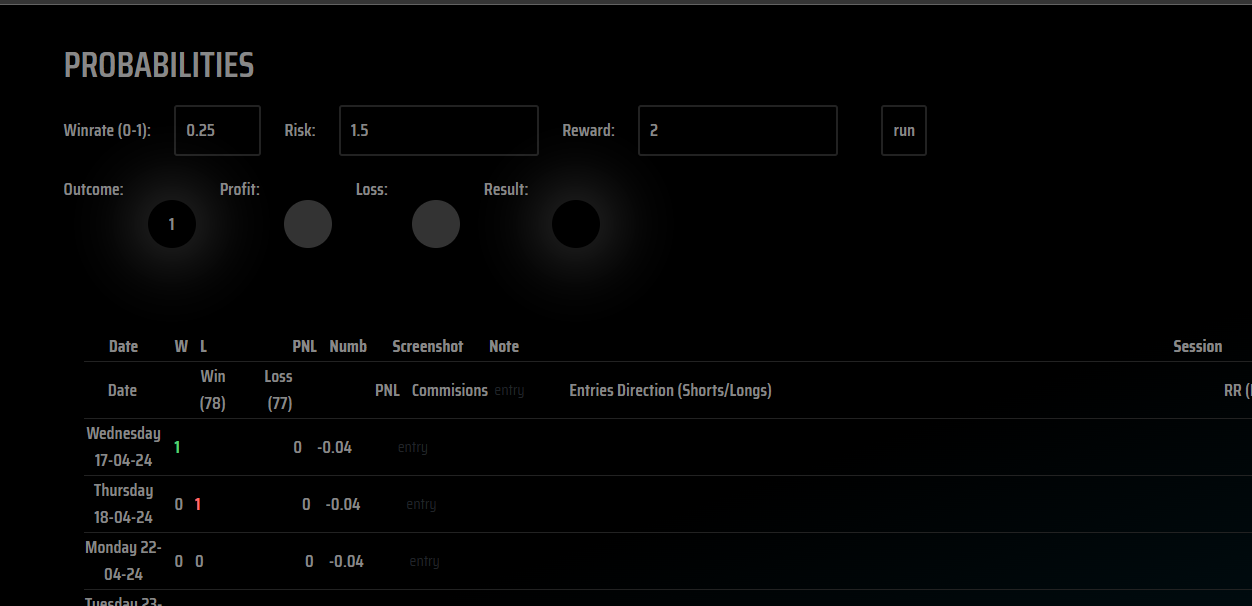 PROBABILITIES
Winrate (0-1): 0.25 Risk: 1.5 Reward: 2 run
Outcome: Profit: Loss: Result:
1
Date W L PNL Numb Screenshot Note Session
Win Loss
Date PNL Commisions entry Entries Direction (Shorts/Longs) RR (
(78) (77)
Wednesday
1 0 -0.04 entry
17-04-24
Thursday
0 1 0 -0.04 entry
18-04-24
Monday 22-
0 0 0 -0.04 entry
04-24
Tuesday 23-